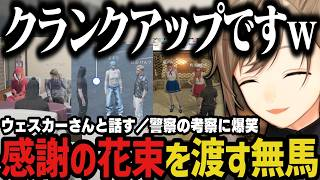 クランクアップですw
ウェスカーさんと話す／警察の考察に爆笑
感謝の花束を渡す無馬